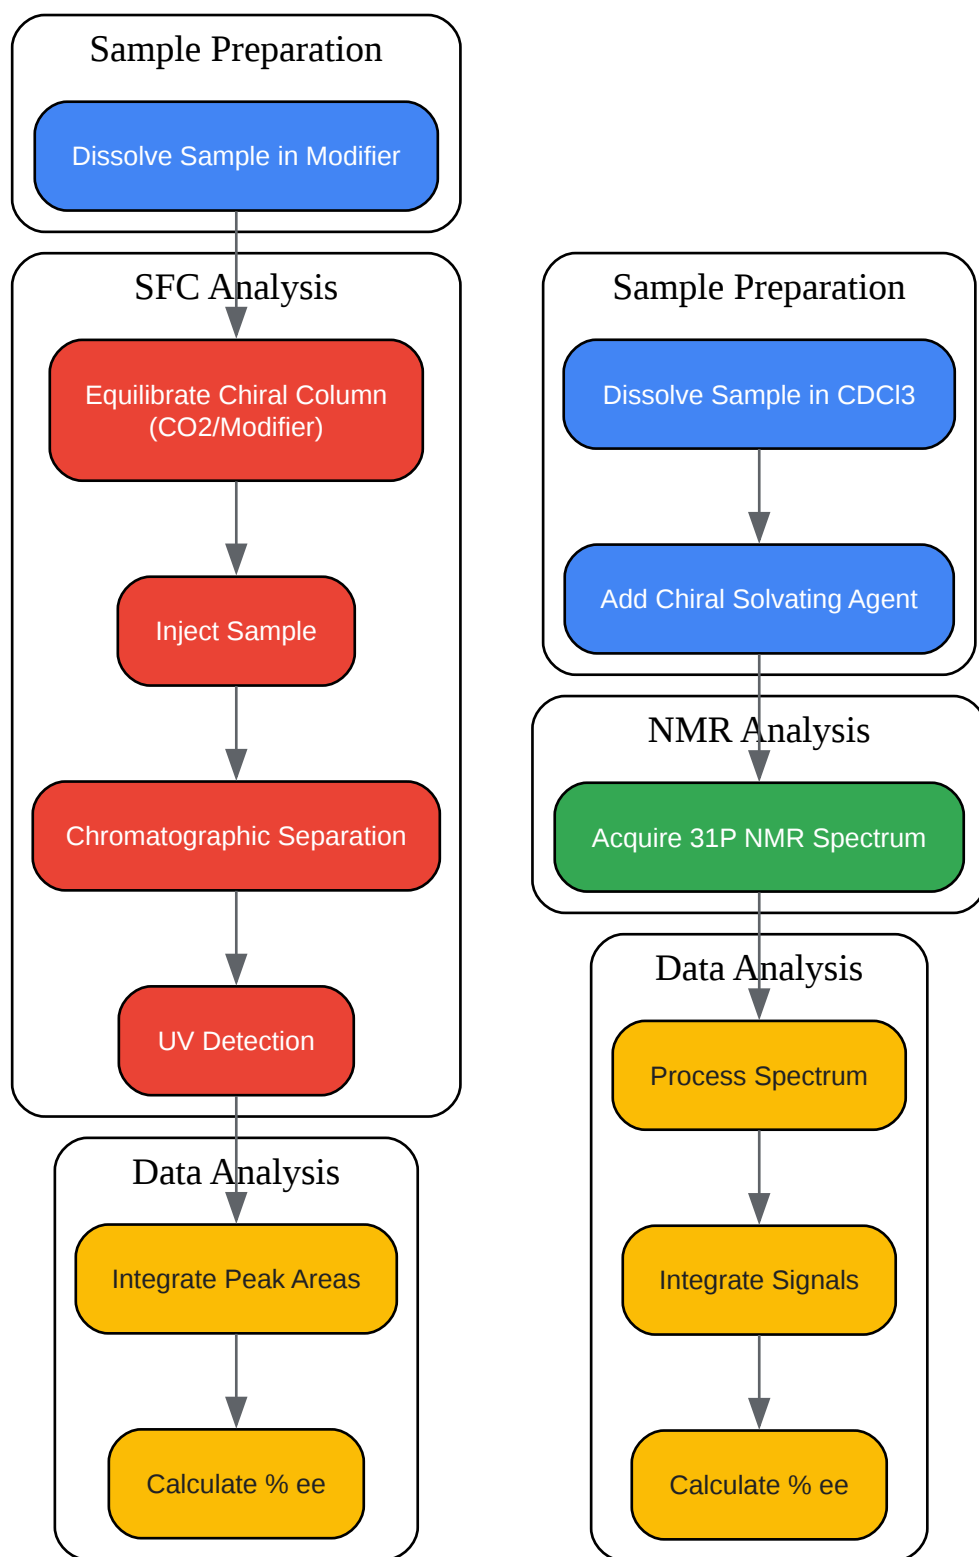 Sample Preparation
Dissolve Sample in Modifier
SFC Analysis
Equilibrate Chiral Column
(CO2/Modifier)
Inject Sample
Chromatographic Separation
UV Detection
Data Analysis
Integrate Peak Areas
Calculate % ee
Sample Preparation
Dissolve Sample in CDCl3
Add Chiral Solvating Agent
NMR Analysis
Acquire 31P NMR Spectrum
Data Analysis
Process Spectrum
Integrate Signals
Calculate % ee